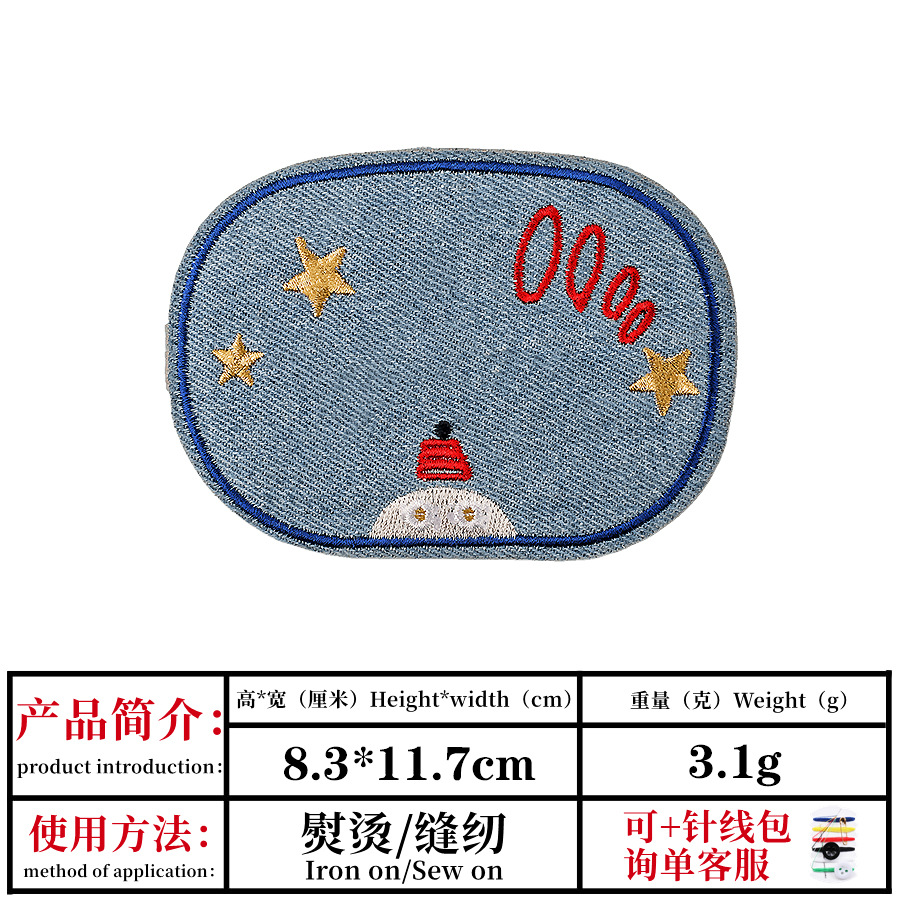 产品简介：
product introduction：
高*宽（厘米）Height*width（cm）
重量（克）Weight（g）
8.3*11.7cm
3.1g
使用方法：
method of application：
熨烫/缝纫
Iron on/Sew on
可+针线包
询单客服